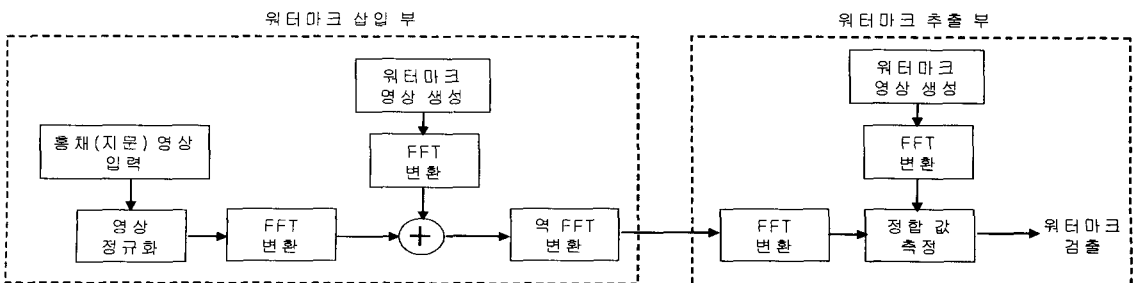 워터마크 삽입 부
워터마크
영상 생성
홍채(지문) 영상
입력
FFT
변환
영상
정규화
FFT
변환
역 FFT
변환
워터마크 추출 부
워터마크
영상 생성
FFT
변환
FFT
변환
정합 값
측정
워터마크
검출